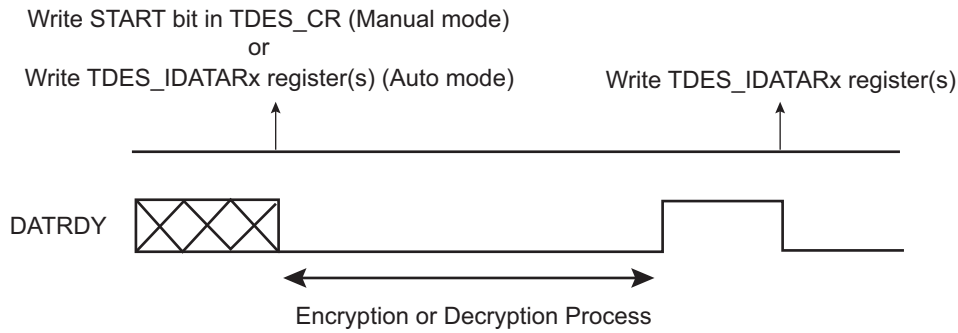 Write START bit in TDES_CR (Manual mode)
or
Write TDES_IDATARx register(s) (Auto mode)
Write TDES_IDATARx register(s)
DATRDY
Encryption or Decryption Process